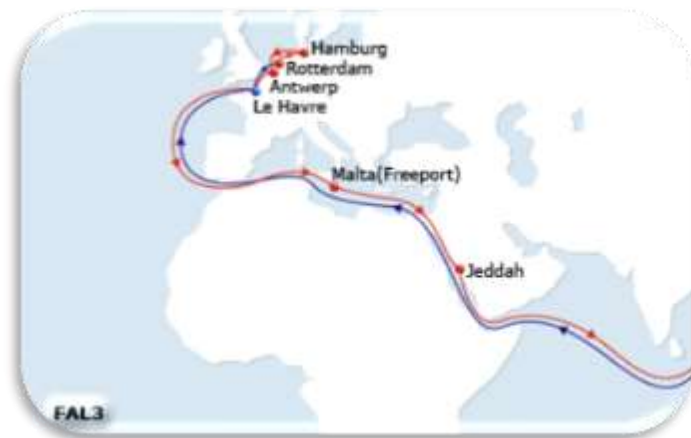 Hamburg
Rotterdam
Antwerp
Le Havre
Malta(Freeport)
Jeddah
FAL3